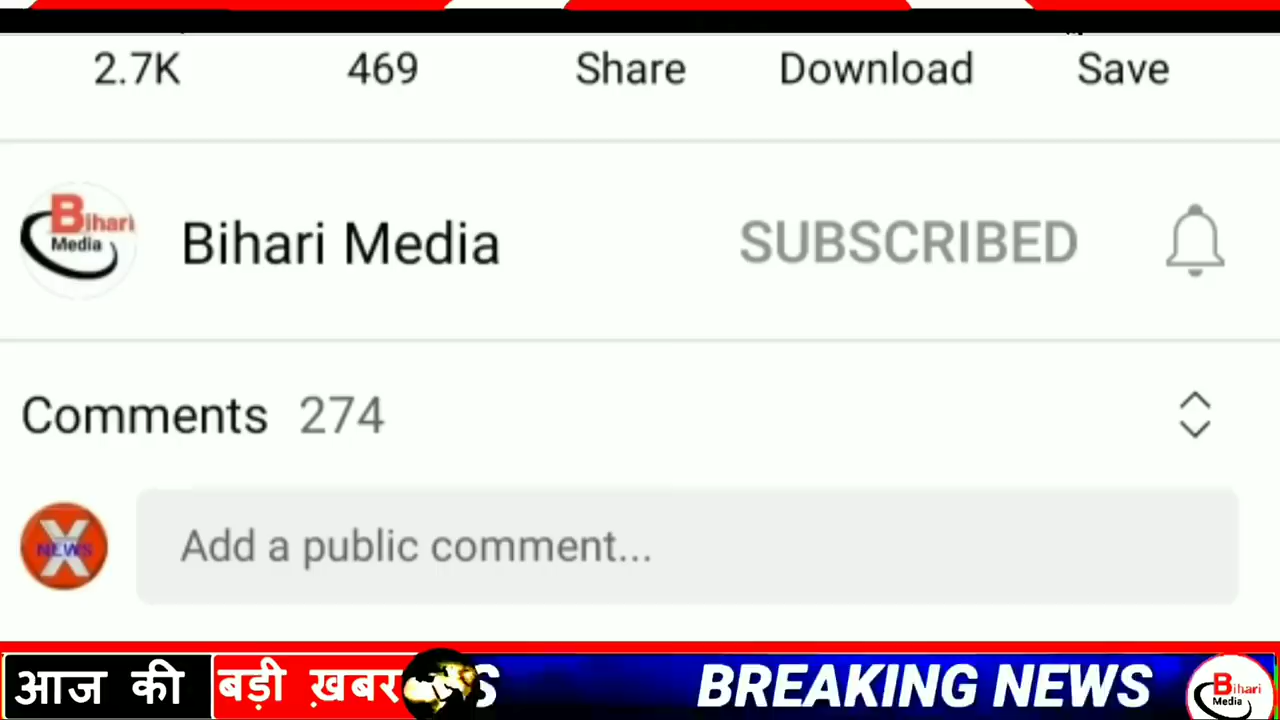 2.7K 469 Share Download Save
Bihari Media
Bihari Media SUBSCRIBED
Comments 274
X NEWS
Add a public comment...
आज की बड़ी ख़बर S BREAKING NEWS
Bihari Media